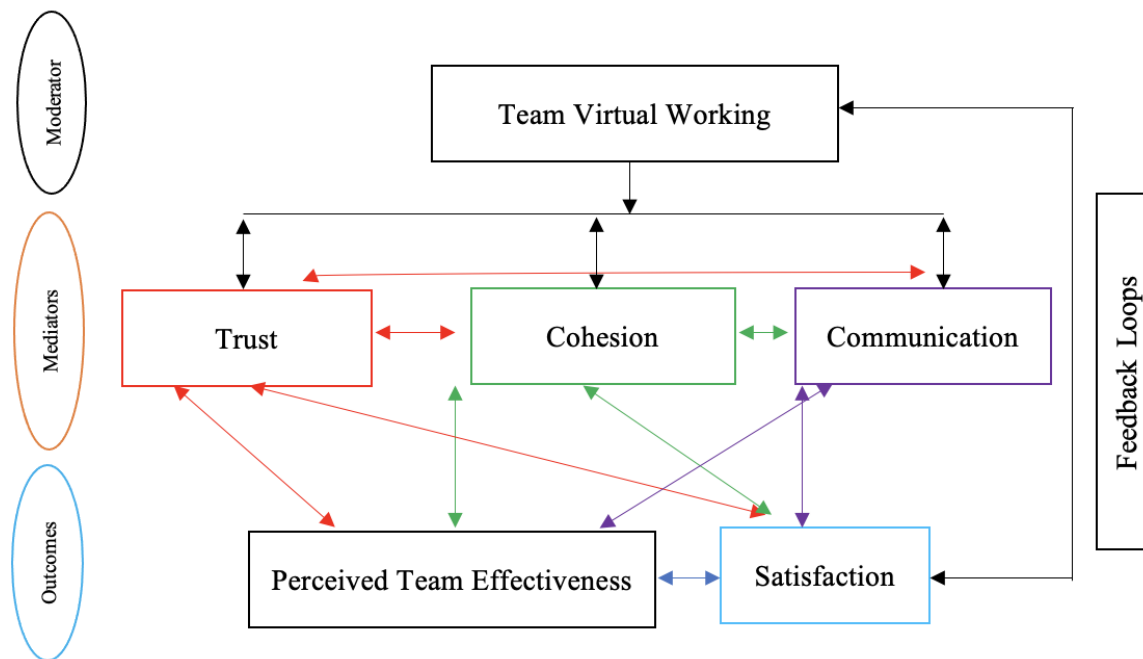 Moderator
Team Virtual Working
Mediators
Trust
Cohesion
Communication
Feedback Loops
Outcomes
Perceived Team Effectiveness
Satisfaction